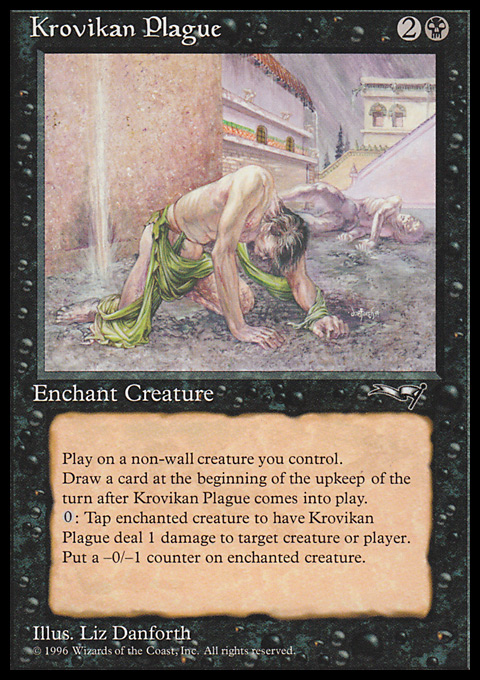 Krovikan Plague 2
Enchant Creature
Play on a non-wall creature you control.
Draw a card at the beginning of the upkeep of the
turn after Krovikan Plague comes into play.
0: Tap enchanted creature to have Krovikan
Plague deal 1 damage to target creature or player.
Put a –0/–1 counter on enchanted creature.
Illus. Liz Danforth
© 1996 Wizards of the Coast, Inc. All rights reserved.